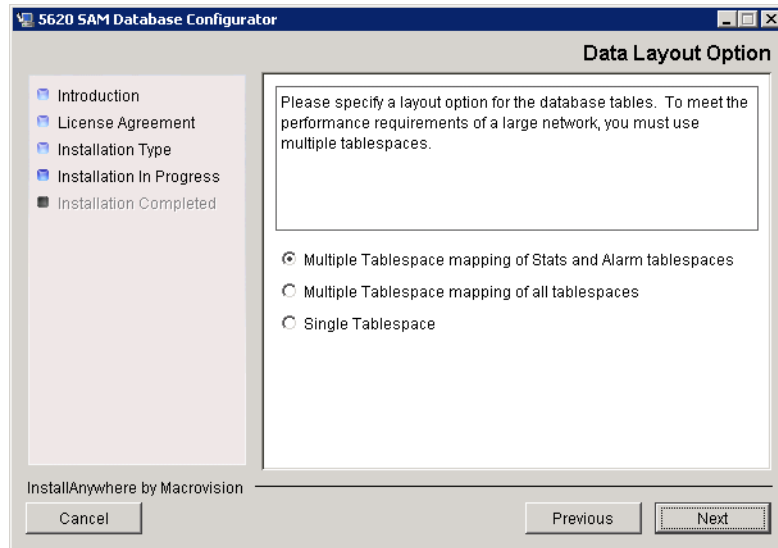 5620 SAM Database Configurator
Data Layout Option
Introduction
License Agreement
Installation Type
Installation In Progress
Installation Completed
Please specify a layout option for the database tables. To meet the
performance requirements of a large network, you must use
multiple tablespaces.
Multiple Tablespace mapping of Stats and Alarm tablespaces
Multiple Tablespace mapping of all tablespaces
Single Tablespace
InstallAnywhere by Macrovision
Cancel
Previous
Next